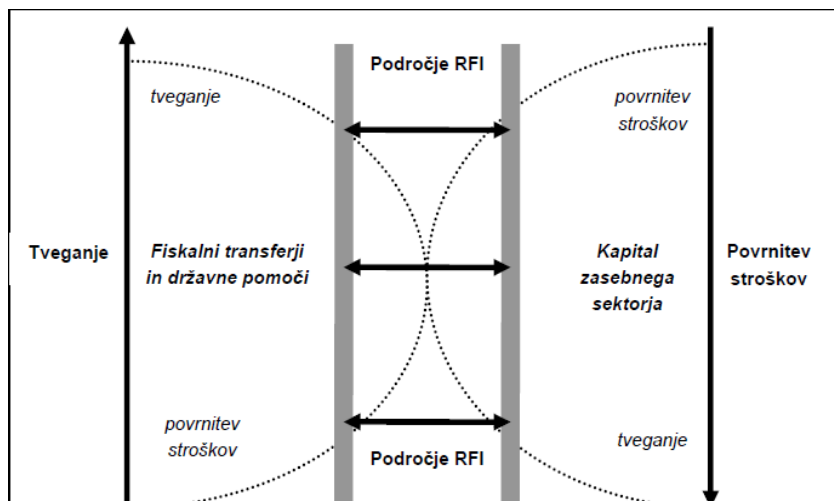 Področje RFI
tveganje
povrnitev
stroškov
Tveganje
Fiskalni transferji
in državne pomoči
Kapital
zasebnega
sektorja
Povrnitev
stroškov
povrnitev
stroškov
tveganje
Področje RFI